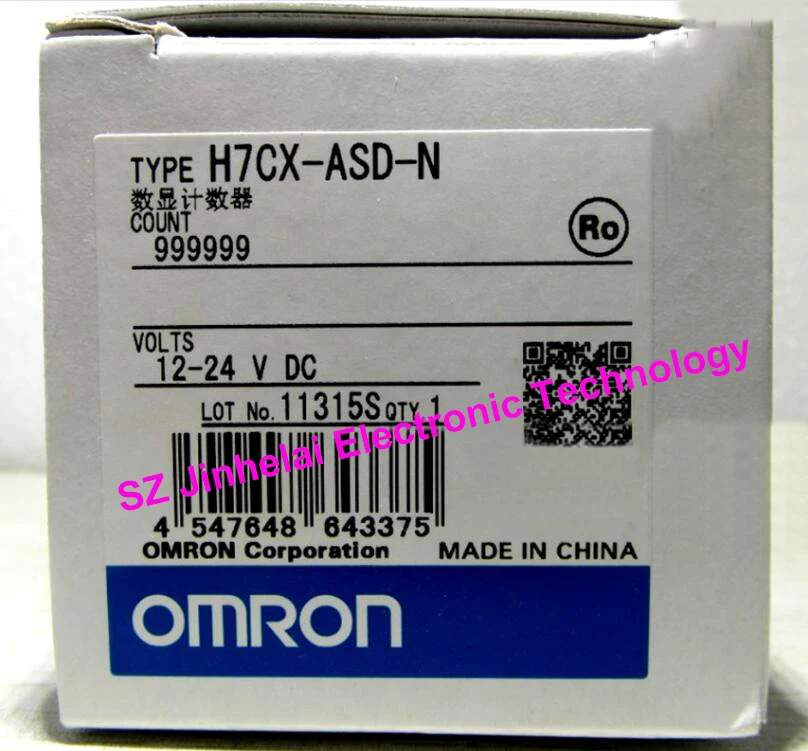 TYPE H7CX-ASD-N
数显计数器
COUNT
999999
Ro
VOLTS
12-24 V DC
LOT No. 11315S QTY 1
SZ Jinhelai Electronic Technology
4 547648 643375
OMRON Corporation MADE IN CHINA
OMRON